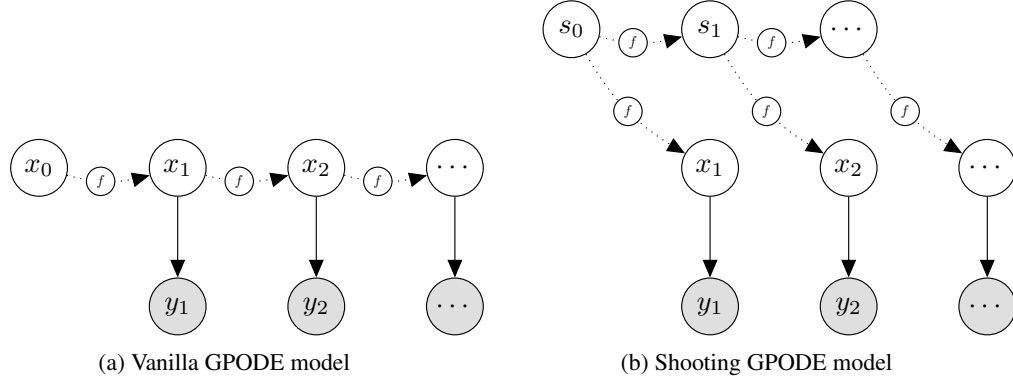 s₀ f s₁ f ···
f f f
x₀ f x₁ f x₂ f ···
x₁ x₂ ···
y₁ y₂ ···
y₁ y₂ ···
(a) Vanilla GPODE model
(b) Shooting GPODE model